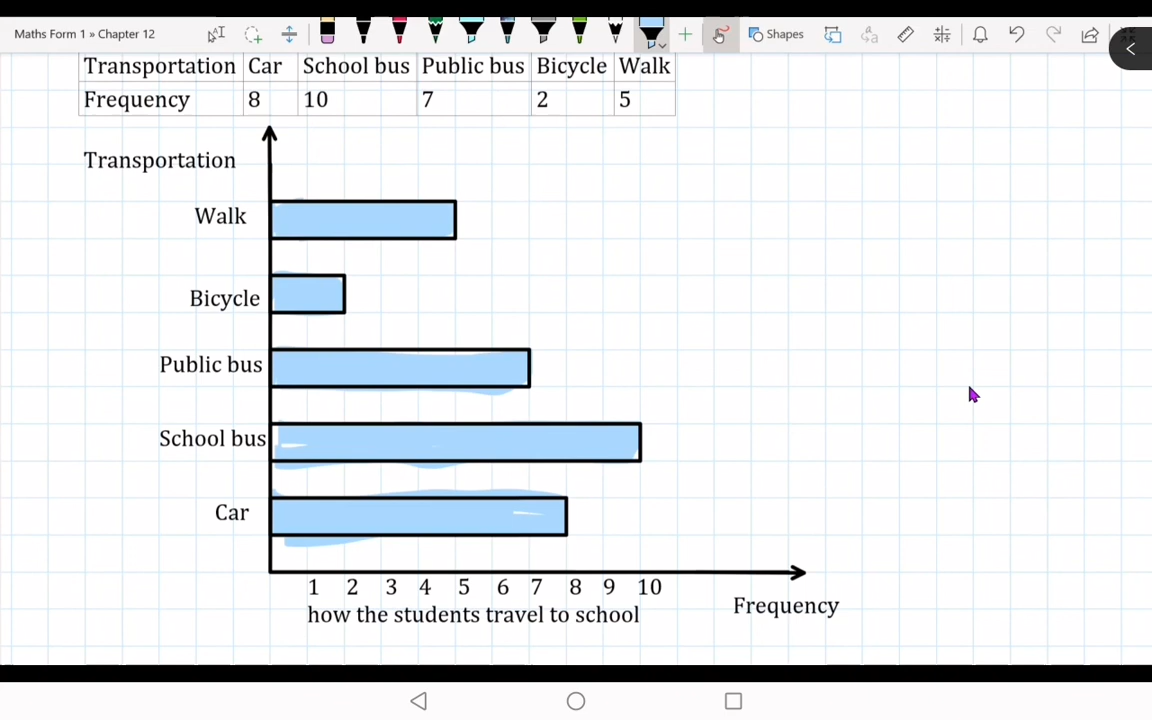 Maths Form 1 » Chapter 12
Shapes
Transportation Car School bus Public bus Bicycle Walk
Frequency 8 10 7 2 5
Transportation
Walk
Bicycle
Public bus
School bus
Car
1 2 3 4 5 6 7 8 9 10
how the students travel to school
Frequency